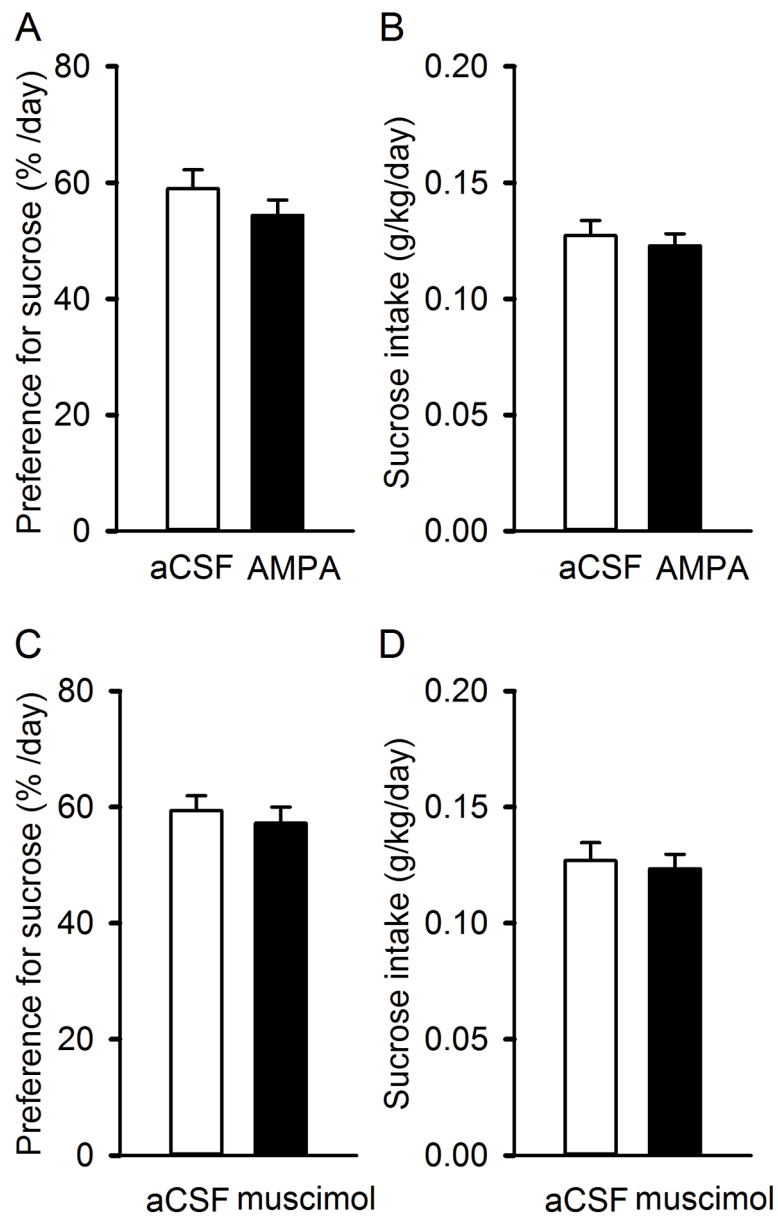 A
Preference for sucrose (% /day)
80
60
40
20
0
aCSF AMPA
B
Sucrose intake (g/kg/day)
0.20
0.15
0.10
0.05
0.00
aCSF AMPA
C
Preference for sucrose (% /day)
80
60
40
20
0
aCSF muscimol
D
Sucrose intake (g/kg/day)
0.20
0.15
0.10
0.05
0.00
aCSF muscimol